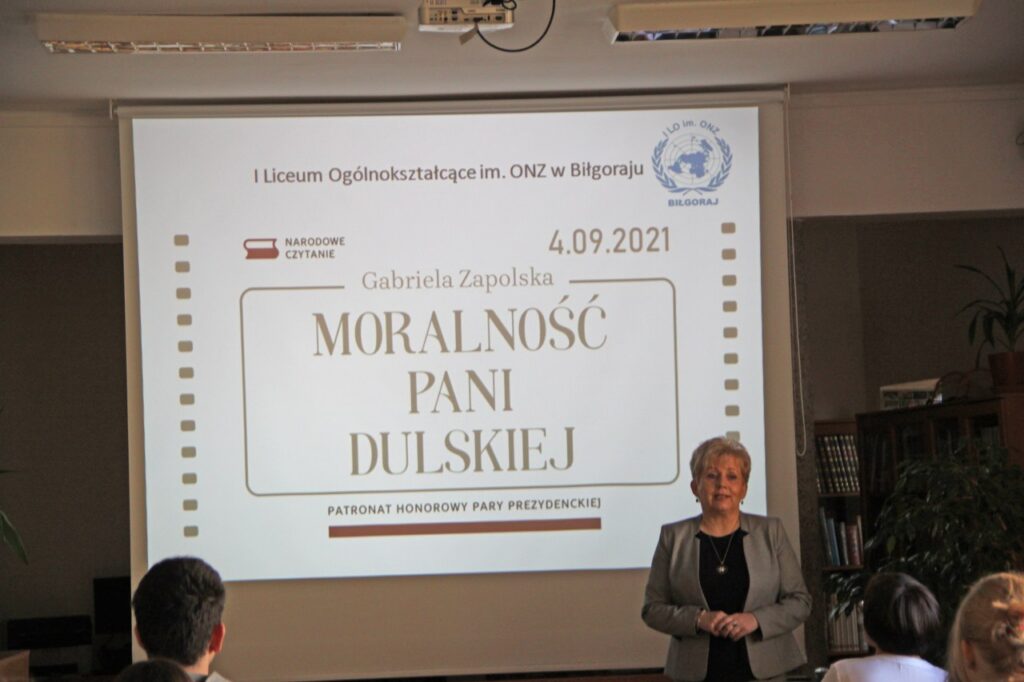 I Liceum Ogólnokształcące im. ONZ w Biłgoraju
I LO im. ONZ
BIŁGORAJ
NARODOWE
CZYTANIE
4.09.2021
Gabriela Zapolska
MORALNOŚĆ
PANI
DULSKIEJ
PATRONAT HONOROWY PARY PREZYDENCKIEJ